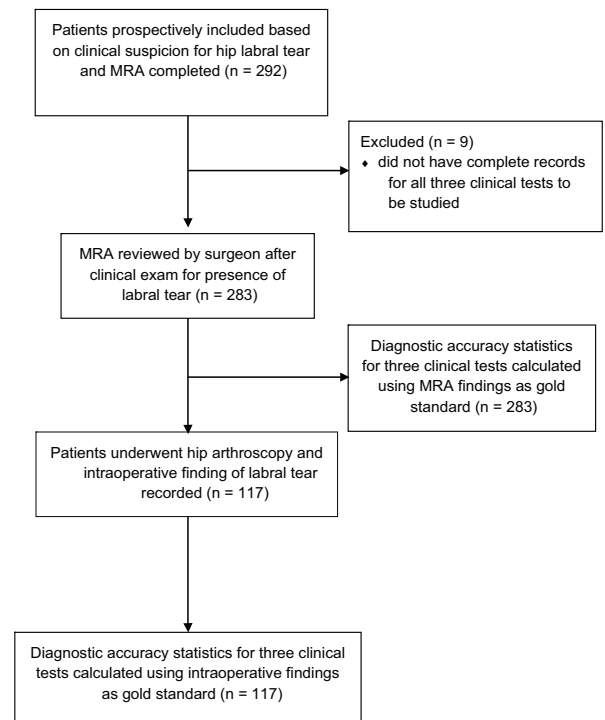 Patients prospectively included based
on clinical suspicion for hip labral tear
and MRA completed (n = 292)
Excluded (n = 9)
♦ did not have complete records
for all three clinical tests to
be studied
MRA reviewed by surgeon after
clinical exam for presence of
labral tear (n = 283)
Diagnostic accuracy statistics
for three clinical tests calculated
using MRA findings as gold
standard (n = 283)
Patients underwent hip arthroscopy and
intraoperative finding of labral tear
recorded (n = 117)
Diagnostic accuracy statistics for three clinical
tests calculated using intraoperative findings
as gold standard (n = 117)